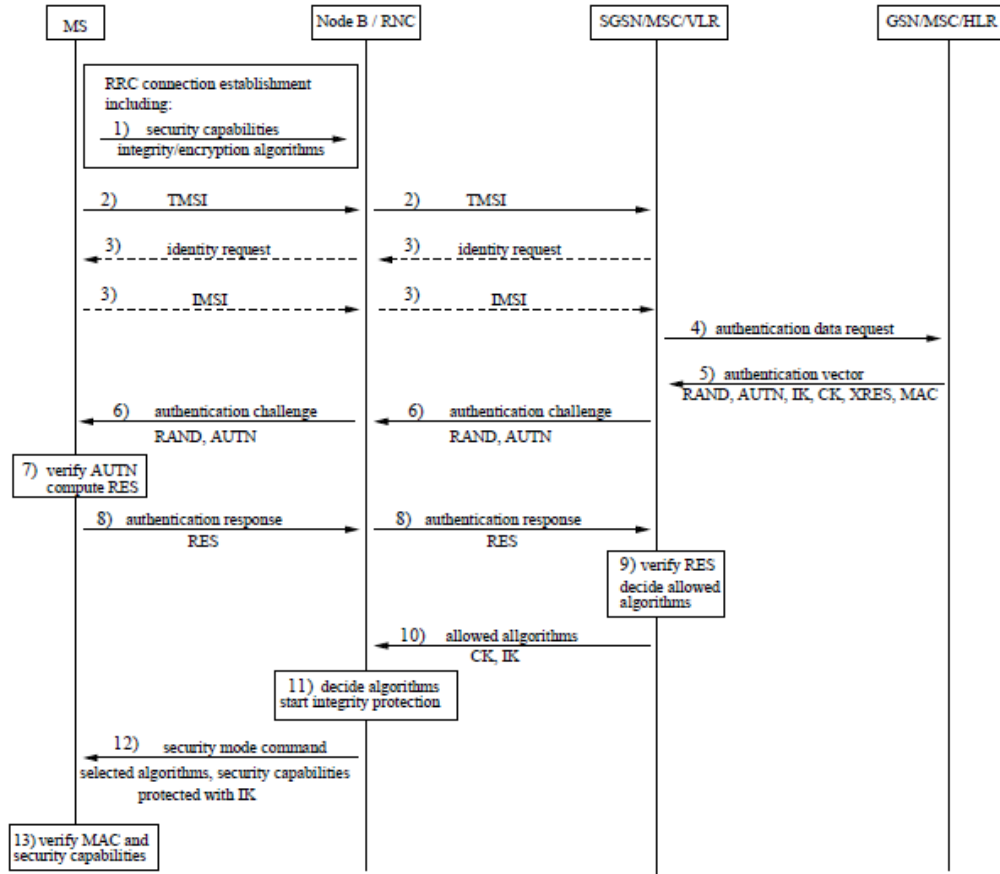 MS
Node B / RNC
SGSN/MSC/VLR
GSN/MSC/HLR
RRC connection establishment
including:
1) security capabilities
integrity/encryption algorithms
2) TMSI
2) TMSI
3) identity request
3) identity request
3) IMSI
3) IMSI
4) authentication data request
5) authentication vector
RAND, AUTN, IK, CK, XRES, MAC
6) authentication challenge
RAND, AUTN
6) authentication challenge
RAND, AUTN
7) verify AUTN
compute RES
8) authentication response
RES
8) authentication response
RES
9) verify RES
decide allowed
algorithms
10) allowed allgorithms
CK, IK
11) decide algorithms
start integrity protection
12) security mode command
selected algorithms, security capabilities
protected with IK
13) verify MAC and
security capabilities